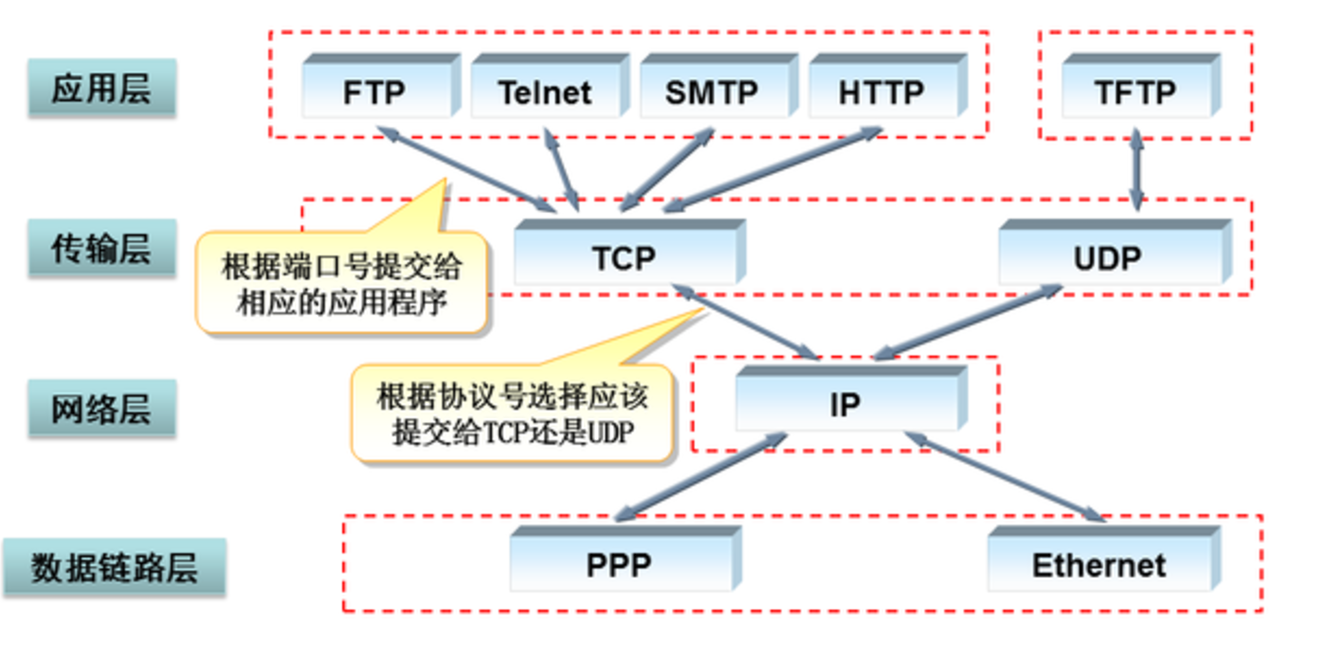 应用层
FTP
Telnet
SMTP
HTTP
TFTP
传输层
根据端口号提交给
相应的应用程序
TCP
UDP
网络层
根据协议号选择应该
提交给TCP还是UDP
IP
数据链路层
PPP
Ethernet